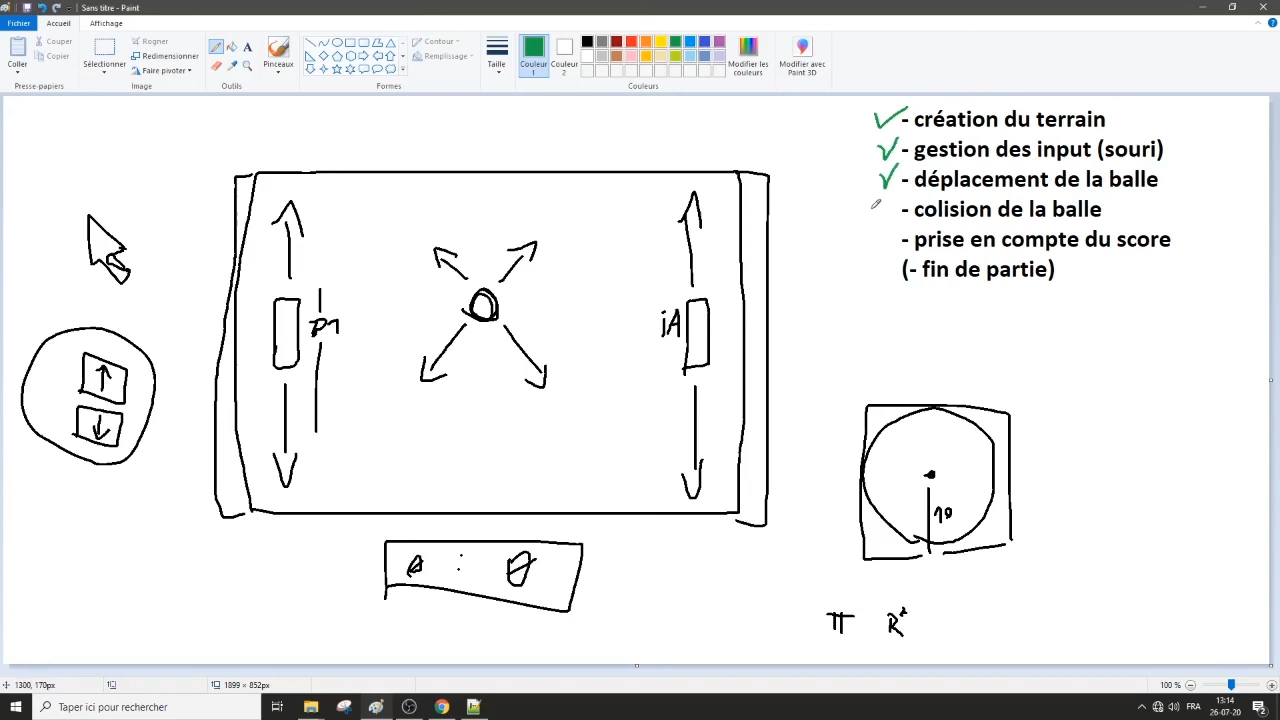 Sans titre - Paint
Fichier Accueil Affichage
Coller
Couper
Copier
Presse-papiers
Sélectionner
Rogner
Redimensionner
Faire pivoter
Image
A
Outils
Pinceaux
Contour
Remplissage
Formes
Taille
Couleur 1
Couleur 2
Couleurs
Modifier les couleurs
Modifier avec Paint 3D
- création du terrain
- gestion des input (souri)
- déplacement de la balle
- colision de la balle
- prise en compte du score
(- fin de partie)
iA
10
π R²
1300, 170px
1899 × 852px
100 %
Taper ici pour rechercher
FRA
13:14
26-07-20
2